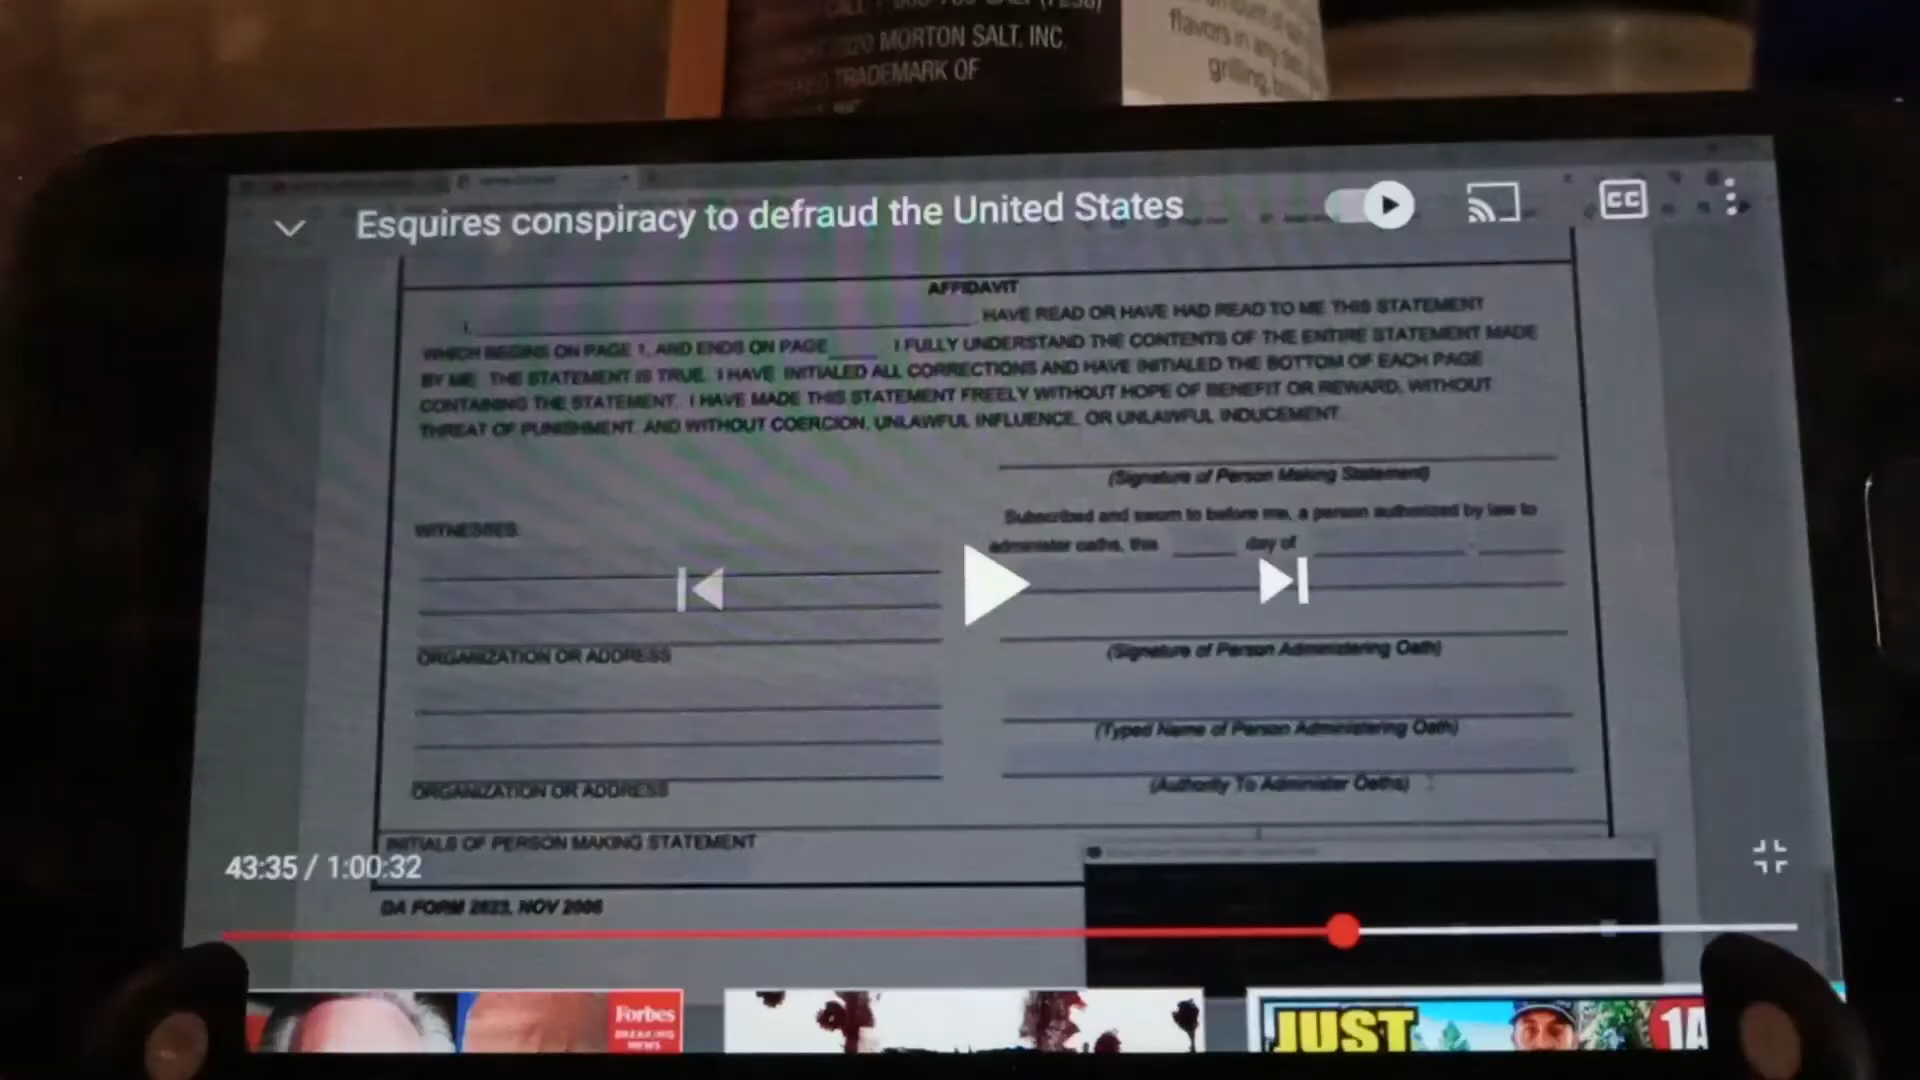 2020 MORTON SALT, INC.
TRADEMARK OF
flavors in any
grilling,
Esquires conspiracy to defraud the United States
CC
AFFIDAVIT
I, HAVE READ OR HAVE HAD READ TO ME THIS STATEMENT
WHICH BEGINS ON PAGE 1, AND ENDS ON PAGE I FULLY UNDERSTAND THE CONTENTS OF THE ENTIRE STATEMENT MADE
BY ME. THE STATEMENT IS TRUE. I HAVE INITIALED ALL CORRECTIONS AND HAVE INITIALED THE BOTTOM OF EACH PAGE
CONTAINING THE STATEMENT. I HAVE MADE THIS STATEMENT FREELY WITHOUT HOPE OF BENEFIT OR REWARD, WITHOUT
THREAT OF PUNISHMENT, AND WITHOUT COERCION, UNLAWFUL INFLUENCE, OR UNLAWFUL INDUCEMENT.
(Signature of Person Making Statement)
WITNESSES:
Subscribed and sworn to before me, a person authorized by law to
administer oaths, this day of ,
ORGANIZATION OR ADDRESS
(Signature of Person Administering Oath)
(Typed Name of Person Administering Oath)
ORGANIZATION OR ADDRESS
(Authority To Administer Oaths)
INITIALS OF PERSON MAKING STATEMENT
43:35 / 1:00:32
DA FORM 2823, NOV 2006
Forbes
BREAKING
NEWS
JUST
1A